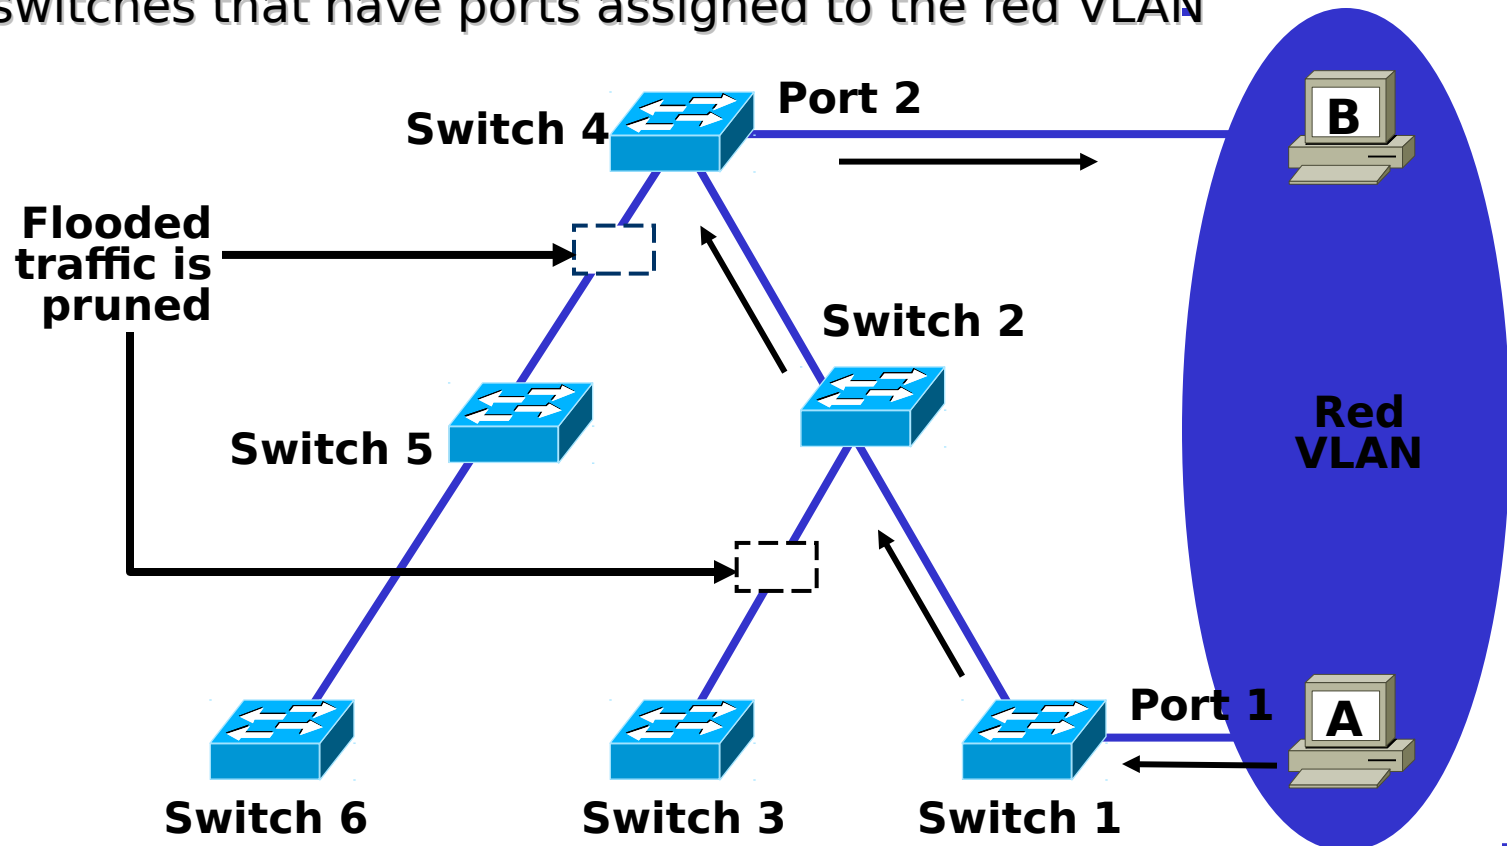 switches that have ports assigned to the red VLAN
Port 2
B
Switch 4
Flooded
traffic is
pruned
Switch 2
Red
VLAN
Switch 5
Port 1
A
Switch 6
Switch 3
Switch 1